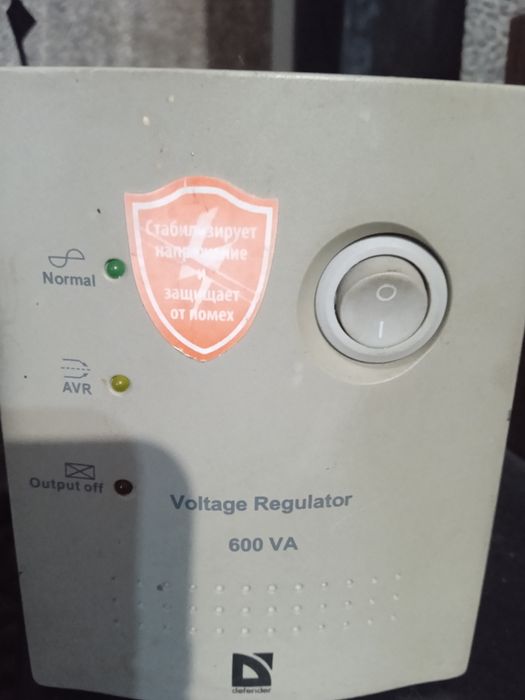 Стабилизирует
напряжение
и
защищает
от помех
Normal
AVR
Output off
Voltage Regulator
600 VA
defender